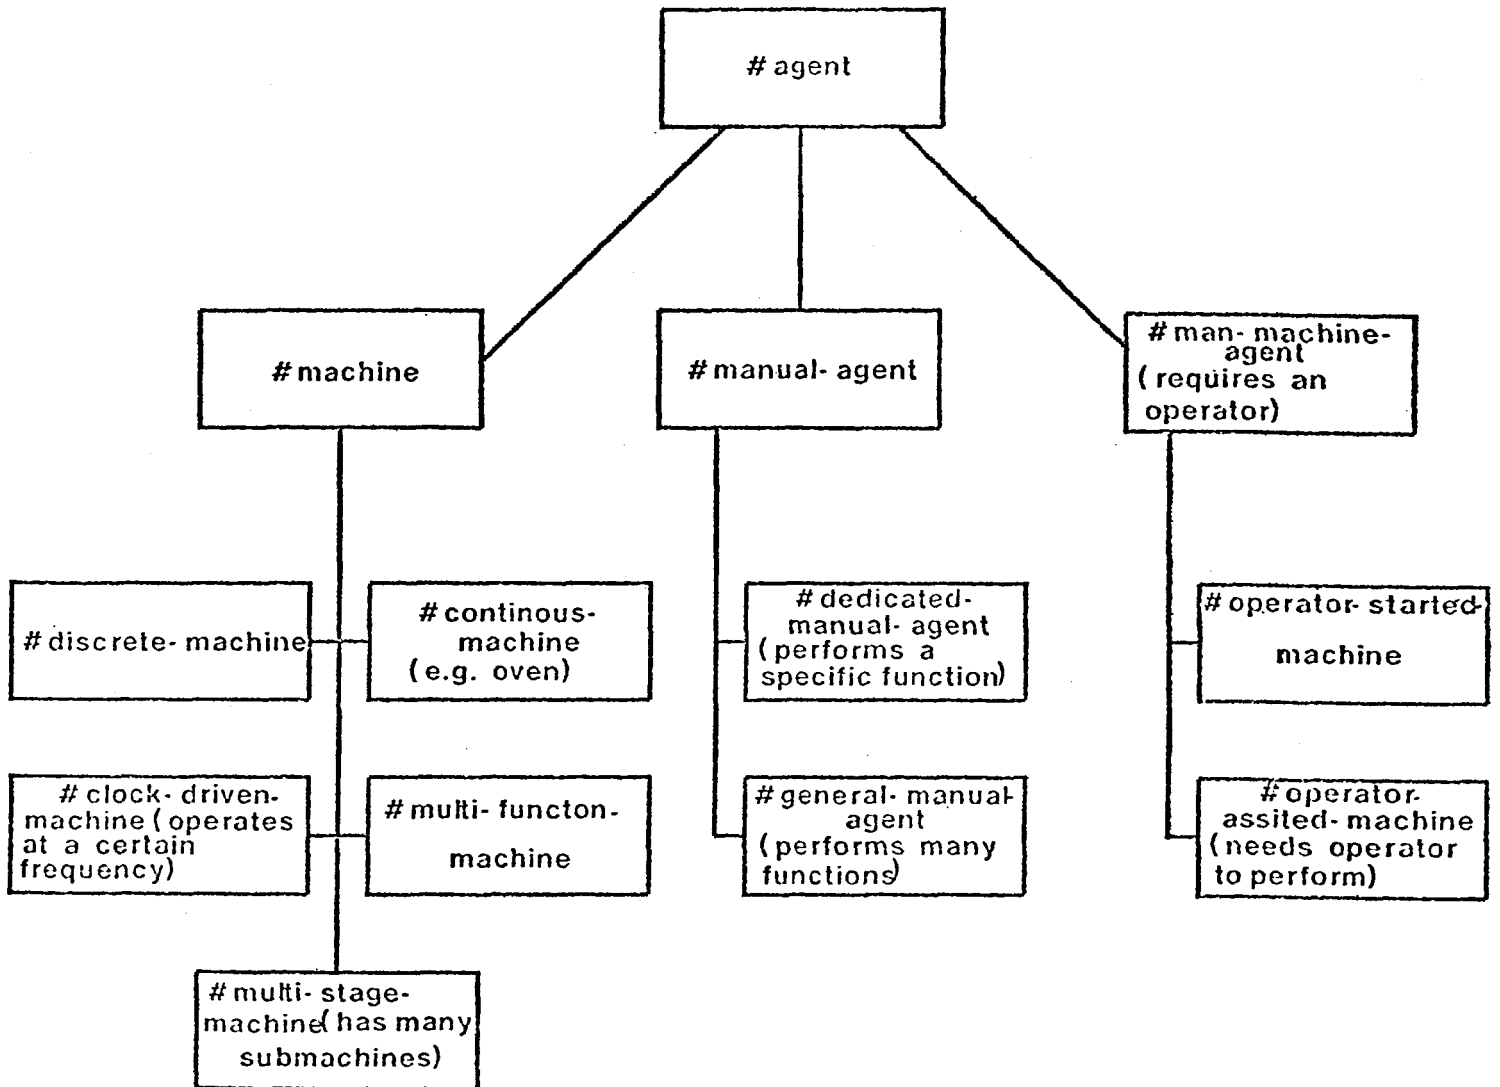 # agent
# machine
# manual- agent
# man- machine-
agent
(requires an
operator)
# discrete- machine
# continous-
machine
(e.g. oven)
# dedicated-
manual- agent
(performs a
specific function)
# operator- started-
machine
# clock- driven-
machine (operates
at a certain
frequency)
# multi- functon-
machine
# general- manual-
agent
(performs many
functions)
# operator-
assited- machine
(needs operator
to perform)
# multi- stage-
machine (has many
submachines)